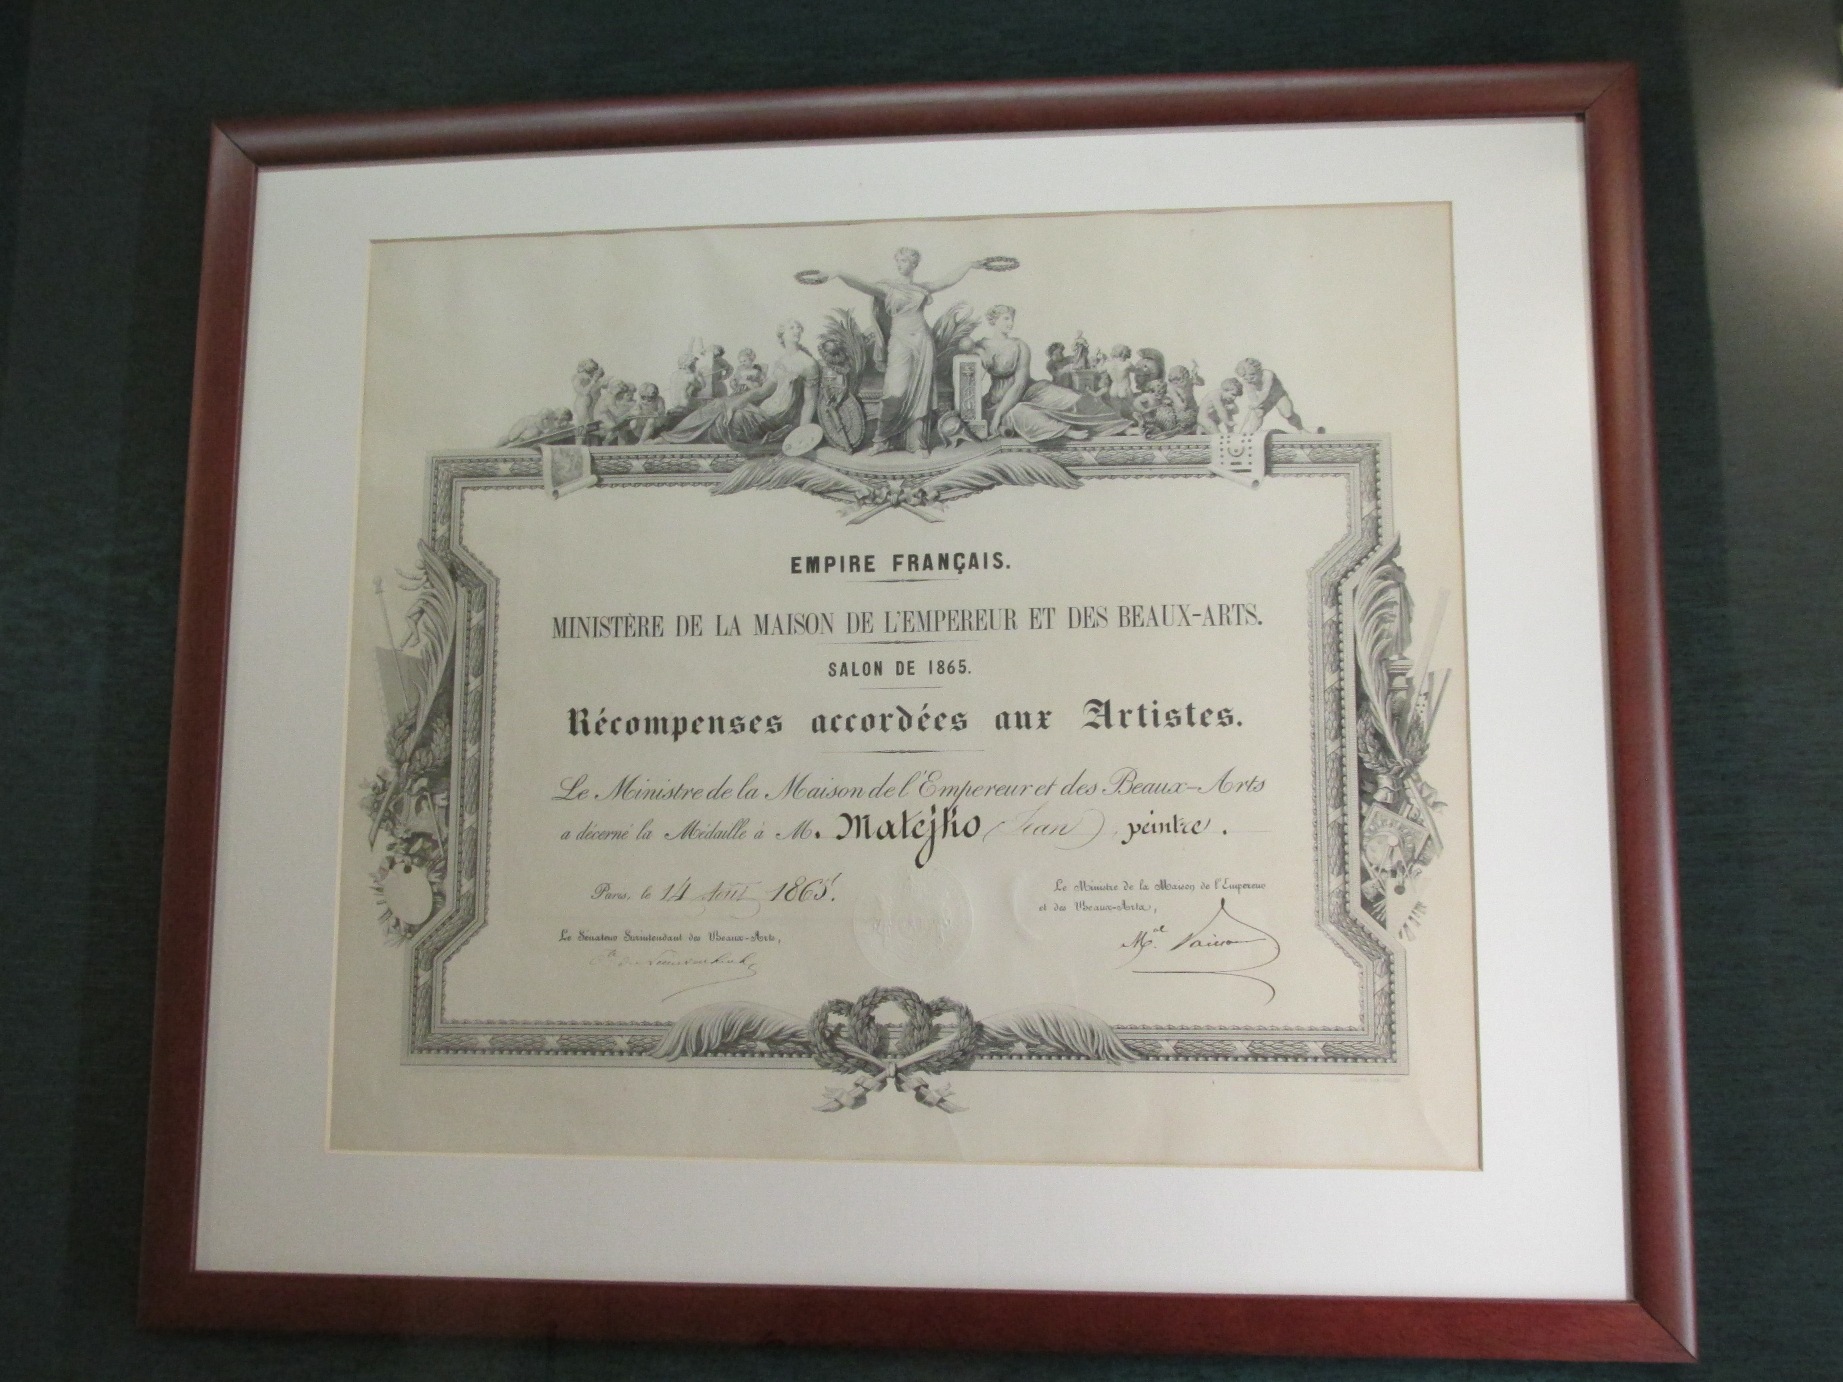 EMPIRE FRANÇAIS.
MINISTÈRE DE LA MAISON DE L'EMPEREUR ET DES BEAUX-ARTS.
SALON DE 1865.
Récompenses accordées aux Artistes.
Le Ministre de la Maison de l'Empereur et des Beaux-Arts
a décerné la Médaille à M. Matejko (Jean), peintre.
Paris, le 14 Août 1865.
Le Ministre de la Maison de l'Empereur
et des Beaux-Arts,
Le Sénateur Surintendant des Beaux-Arts,
Mal Vaillant